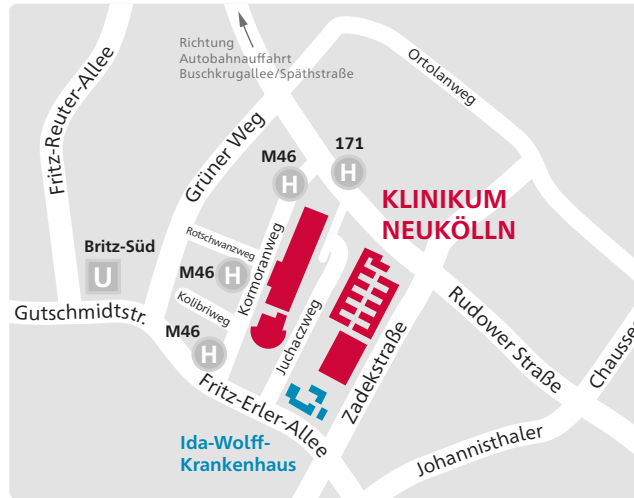 Richtung
Autobahnauffahrt
Buschkrugallee/Späthstraße
Fritz-Reuter-Allee
Ortolanweg
Grüner Weg
171
M46
H
H
KLINIKUM
NEUKÖLLN
Rotschwanzweg
Britz-Süd
U
M46
H
Kormoranweg
Kolibriweg
Gutschmidtstr.
M46
H
Juchaczweg
Rudower Straße
Chaussee
Zadekstraße
Fritz-Erler-Allee
Ida-Wolff-
Krankenhaus
Johannisthaler